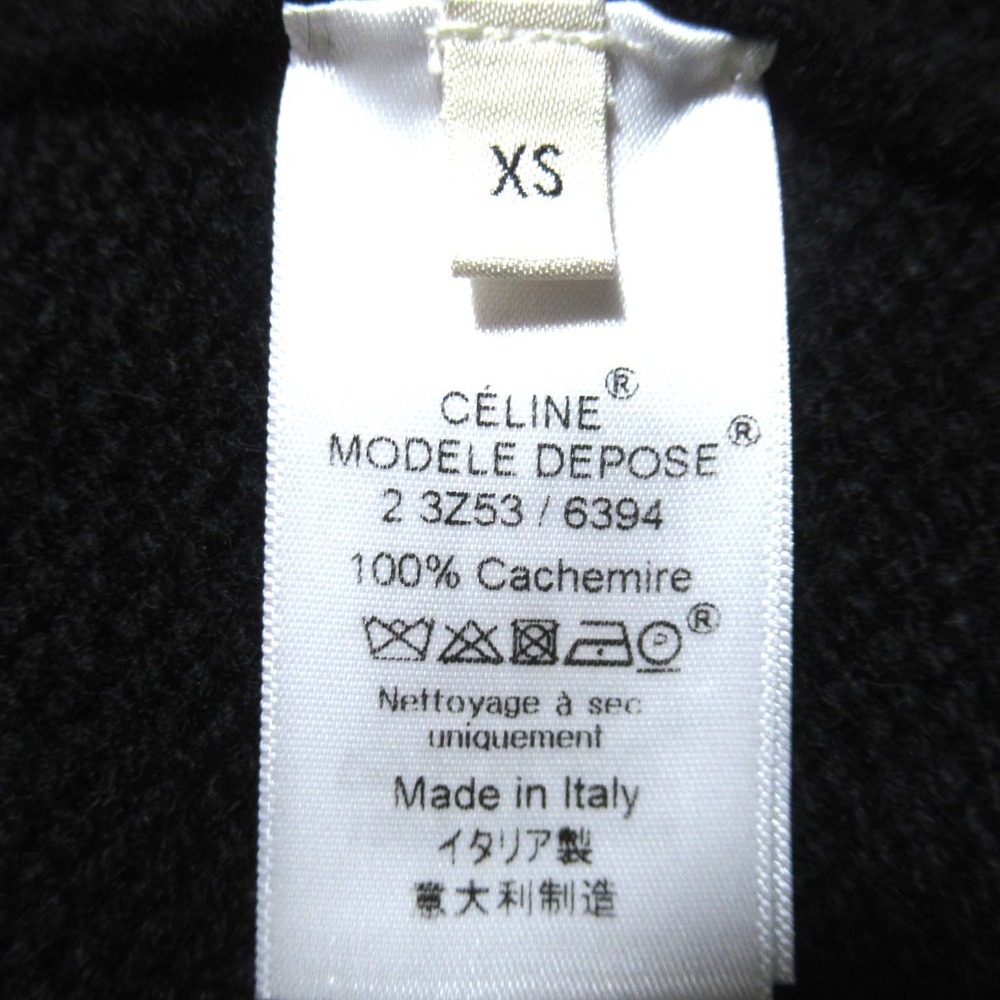 XS
CÉLINE®
MODELE DEPOSE®
2 3Z53 / 6394
100% Cachemire
®
Nettoyage à sec
uniquement
Made in Italy
イタリア製
意大利制造